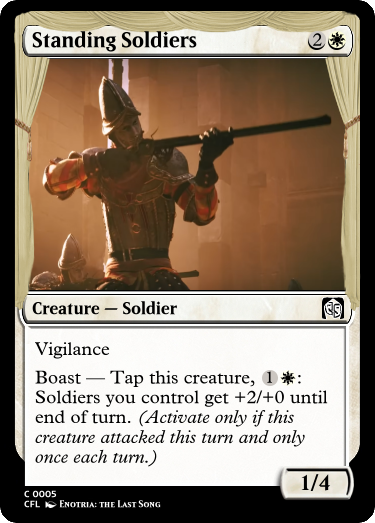 Standing Soldiers 2
Creature — Soldier
Vigilance
Boast — Tap this creature, 1:
Soldiers you control get +2/+0 until
end of turn. (Activate only if this
creature attacked this turn and only
once each turn.)
1/4
C 0005
CFL Enotria: the Last Song